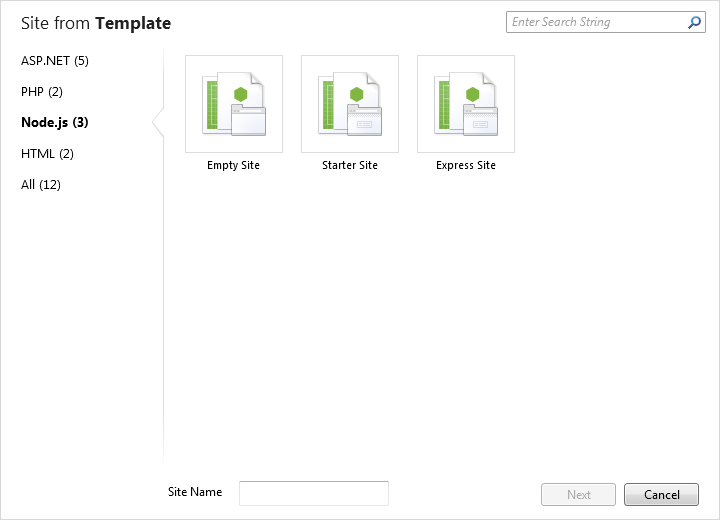 Site from Template
Enter Search String
ASP.NET (5)
PHP (2)
Node.js (3)
HTML (2)
All (12)
Empty Site
Starter Site
Express Site
Site Name
Next
Cancel